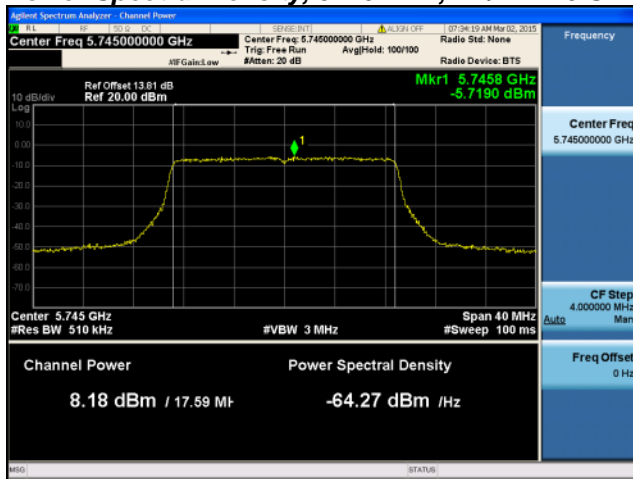 Agilent Spectrum Analyzer - Channel Power
RL RF 50 Ω DC SENSE:INT ALIGN OFF 07:34:19 AM Mar 02, 2015
Center Freq 5.745000000 GHz
Center Freq: 5.745000000 GHz
Radio Std: None
Trig: Free Run Avg|Hold: 100/100
#IFGain:Low #Atten: 20 dB Radio Device: BTS
Frequency
Mkr1 5.7458 GHz
-5.7190 dBm
Ref Offset 13.81 dB
10 dB/div Ref 20.00 dBm
Log
10.0
0.00
-10.0
-20.0
-30.0
-40.0
-50.0
-60.0
-70.0
1
Center 5.745 GHz Span 40 MHz
#Res BW 510 kHz #VBW 3 MHz #Sweep 100 ms
Channel Power Power Spectral Density
8.18 dBm / 17.59 MH -64.27 dBm /Hz
Center Freq
5.745000000 GHz
CF Step
4.000000 MHz
Auto Man
Freq Offset
0 Hz
MSG STATUS